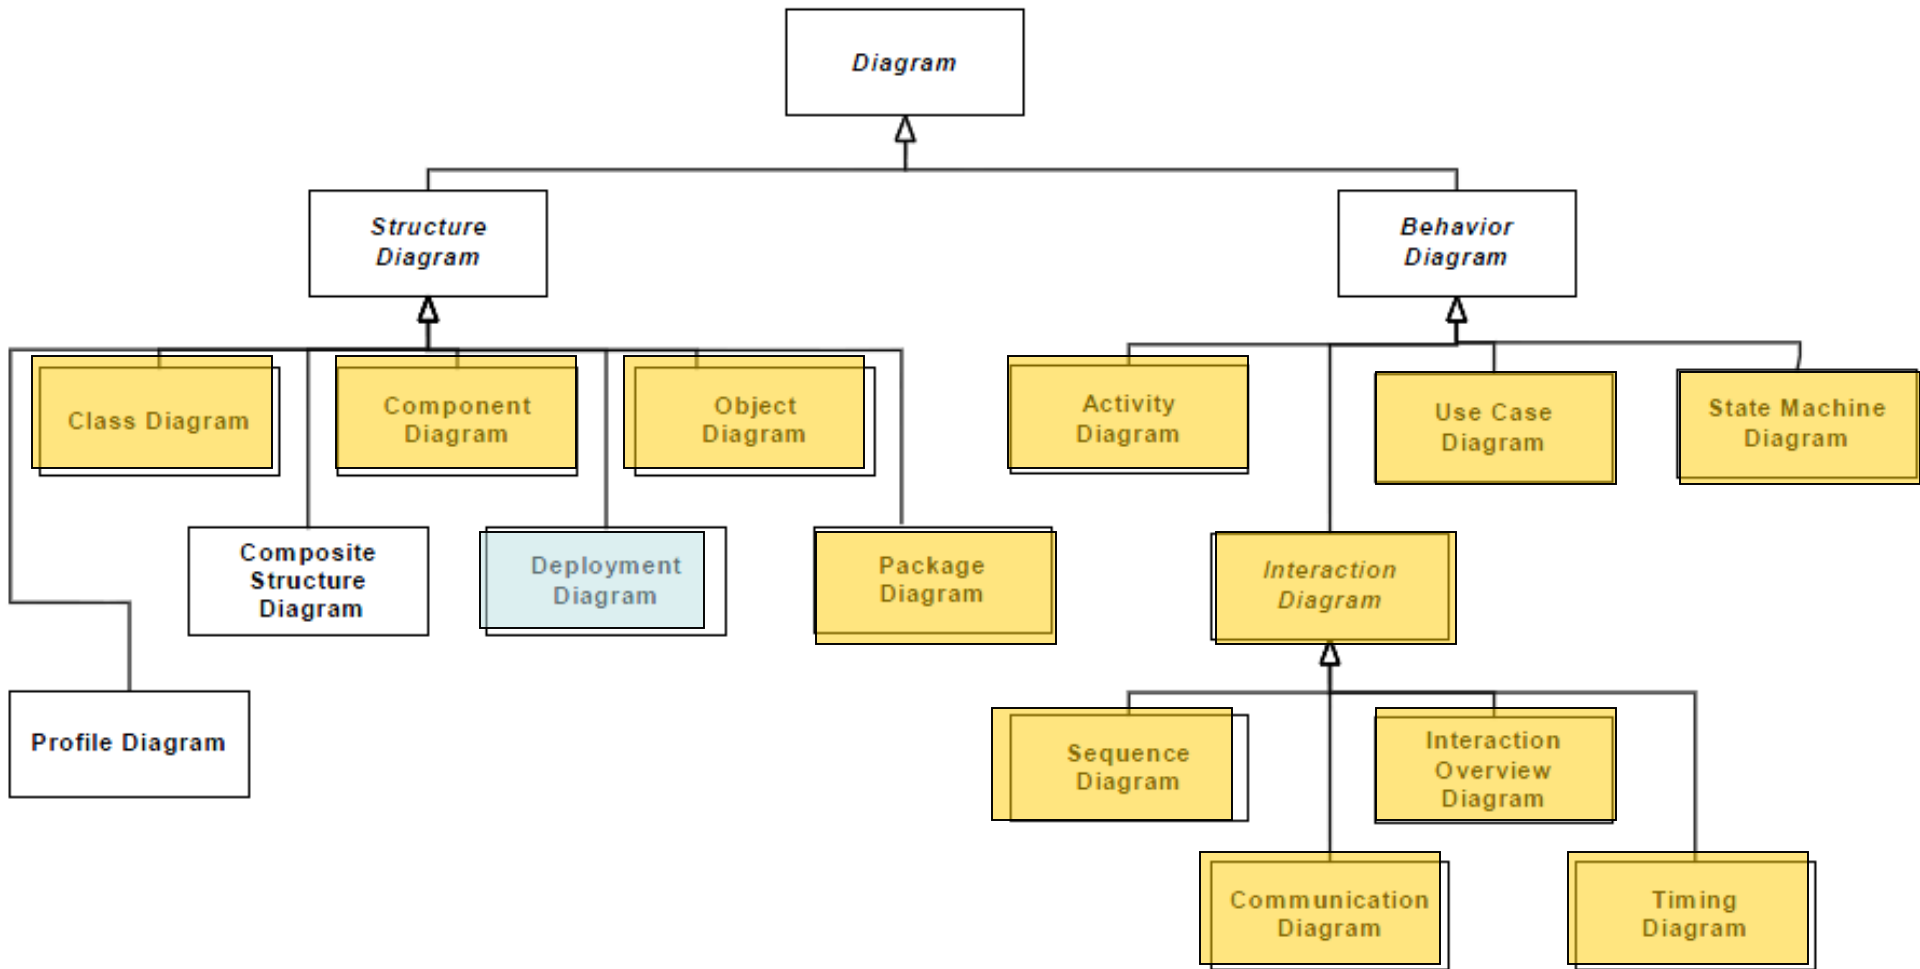 Diagram
Structure
Diagram
Behavior
Diagram
Class Diagram
Component
Diagram
Object
Diagram
Activity
Diagram
Use Case
Diagram
State Machine
Diagram
Composite
Structure
Diagram
Deployment
Diagram
Package
Diagram
Interaction
Diagram
Profile Diagram
Sequence
Diagram
Interaction
Overview
Diagram
Communication
Diagram
Timing
Diagram